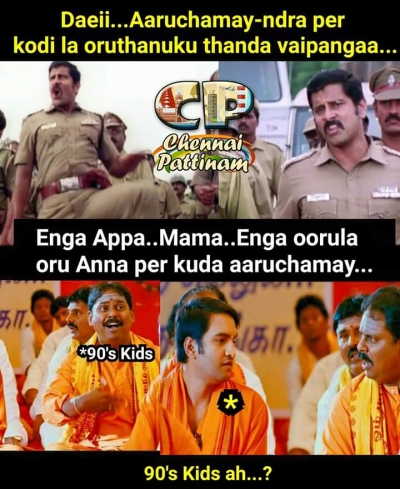 Daeii...Aaruchamay-ndra per
kodi la oruthanuku thanda vaipangaa...
CP
Chennai
Pattinam
Enga Appa..Mama..Enga oorula
oru Anna per kuda aaruchamay...
கா.
கா.
*90's Kids
*
90's Kids ah...?